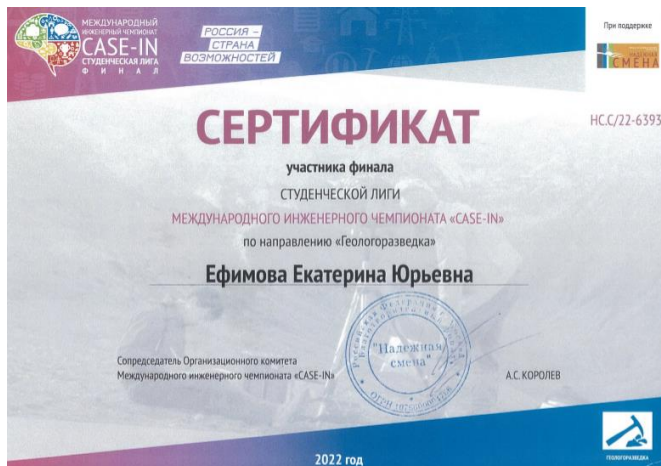 МЕЖДУНАРОДНЫЙ
ИНЖЕНЕРНЫЙ ЧЕМПИОНАТ
CASE-IN
СТУДЕНЧЕСКАЯ ЛИГА
ФИНАЛ
РОССИЯ –
СТРАНА
ВОЗМОЖНОСТЕЙ
При поддержке
СМЕНА
НС.С/22-6393
СЕРТИФИКАТ
участника финала
СТУДЕНЧЕСКОЙ ЛИГИ
МЕЖДУНАРОДНОГО ИНЖЕНЕРНОГО ЧЕМПИОНАТА «CASE-IN»
по направлению «Геологоразведка»
Ефимова Екатерина Юрьевна
Российская Федерация
"Надежная
смена"
Сопредседатель Организационного комитета
Международного инженерного чемпионата «CASE-IN»
А.С. КОРОЛЕВ
2022 год
ГЕОЛОГОРАЗВЕДКА